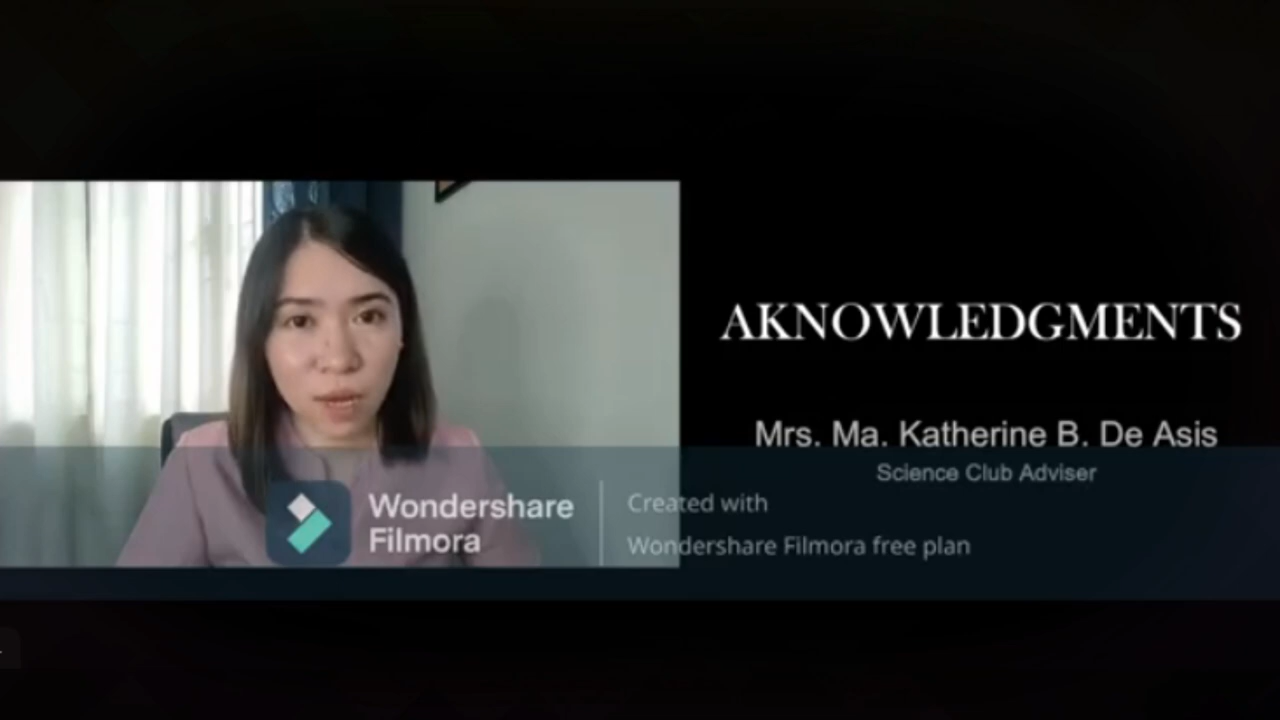 AKNOWLEDGMENTS
Mrs. Ma. Katherine B. De Asis
Science Club Adviser
Wondershare
Filmora
Created with
Wondershare Filmora free plan